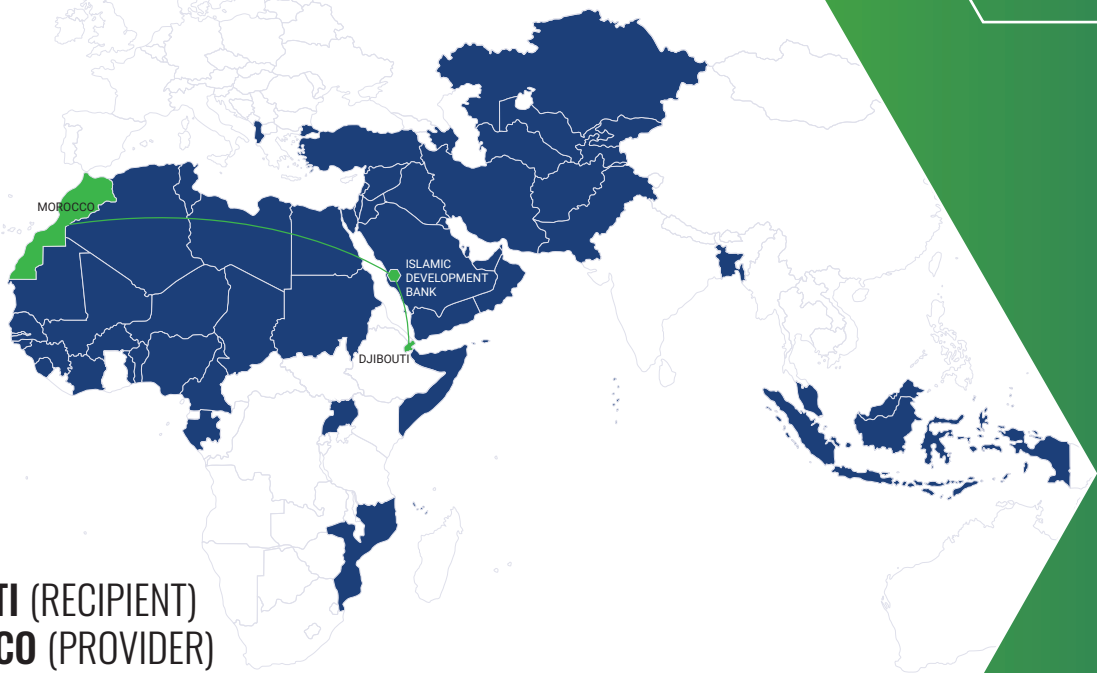 MOROCCO
ISLAMIC
DEVELOPMENT
BANK
DJIBOUTI
TI (RECIPIENT)
CO (PROVIDER)